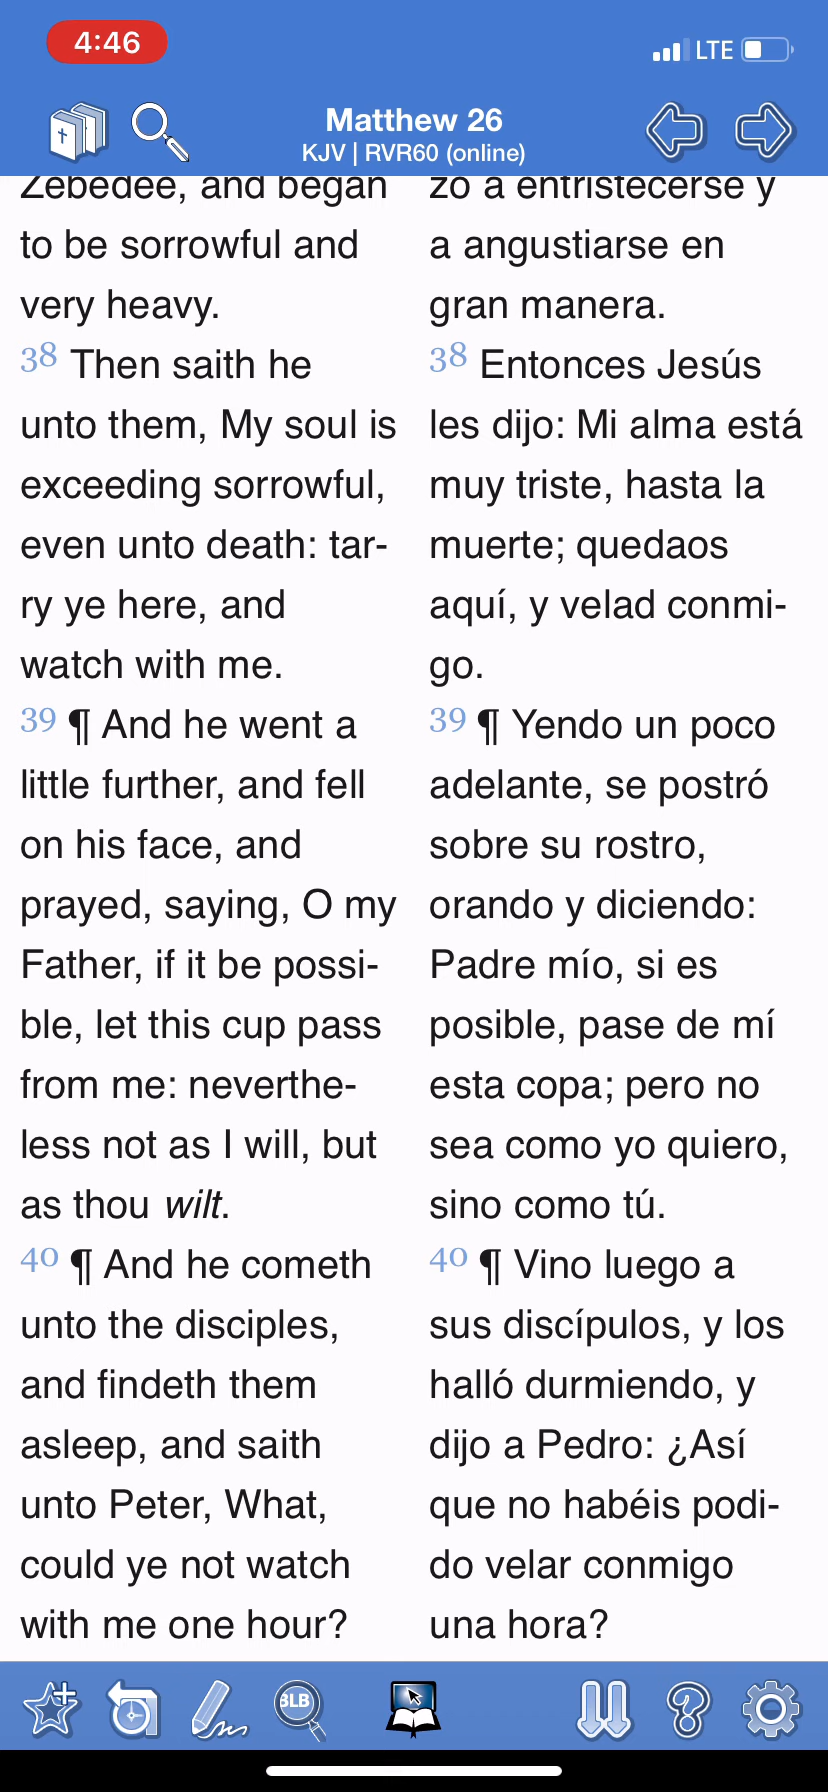 4:46
LTE
Matthew 26
KJV | RVR60 (online)
Zebedee, and began
to be sorrowful and
very heavy.
38 Then saith he
unto them, My soul is
exceeding sorrowful,
even unto death: tar-
ry ye here, and
watch with me.
39 ¶ And he went a
little further, and fell
on his face, and
prayed, saying, O my
Father, if it be possi-
ble, let this cup pass
from me: neverthe-
less not as I will, but
as thou wilt.
40 ¶ And he cometh
unto the disciples,
and findeth them
asleep, and saith
unto Peter, What,
could ye not watch
with me one hour?
zo a entristecerse y
a angustiarse en
gran manera.
38 Entonces Jesús
les dijo: Mi alma está
muy triste, hasta la
muerte; quedaos
aquí, y velad conmi-
go.
39 ¶ Yendo un poco
adelante, se postró
sobre su rostro,
orando y diciendo:
Padre mío, si es
posible, pase de mí
esta copa; pero no
sea como yo quiero,
sino como tú.
40 ¶ Vino luego a
sus discípulos, y los
halló durmiendo, y
dijo a Pedro: ¿Así
que no habéis podi-
do velar conmigo
una hora?
BLB